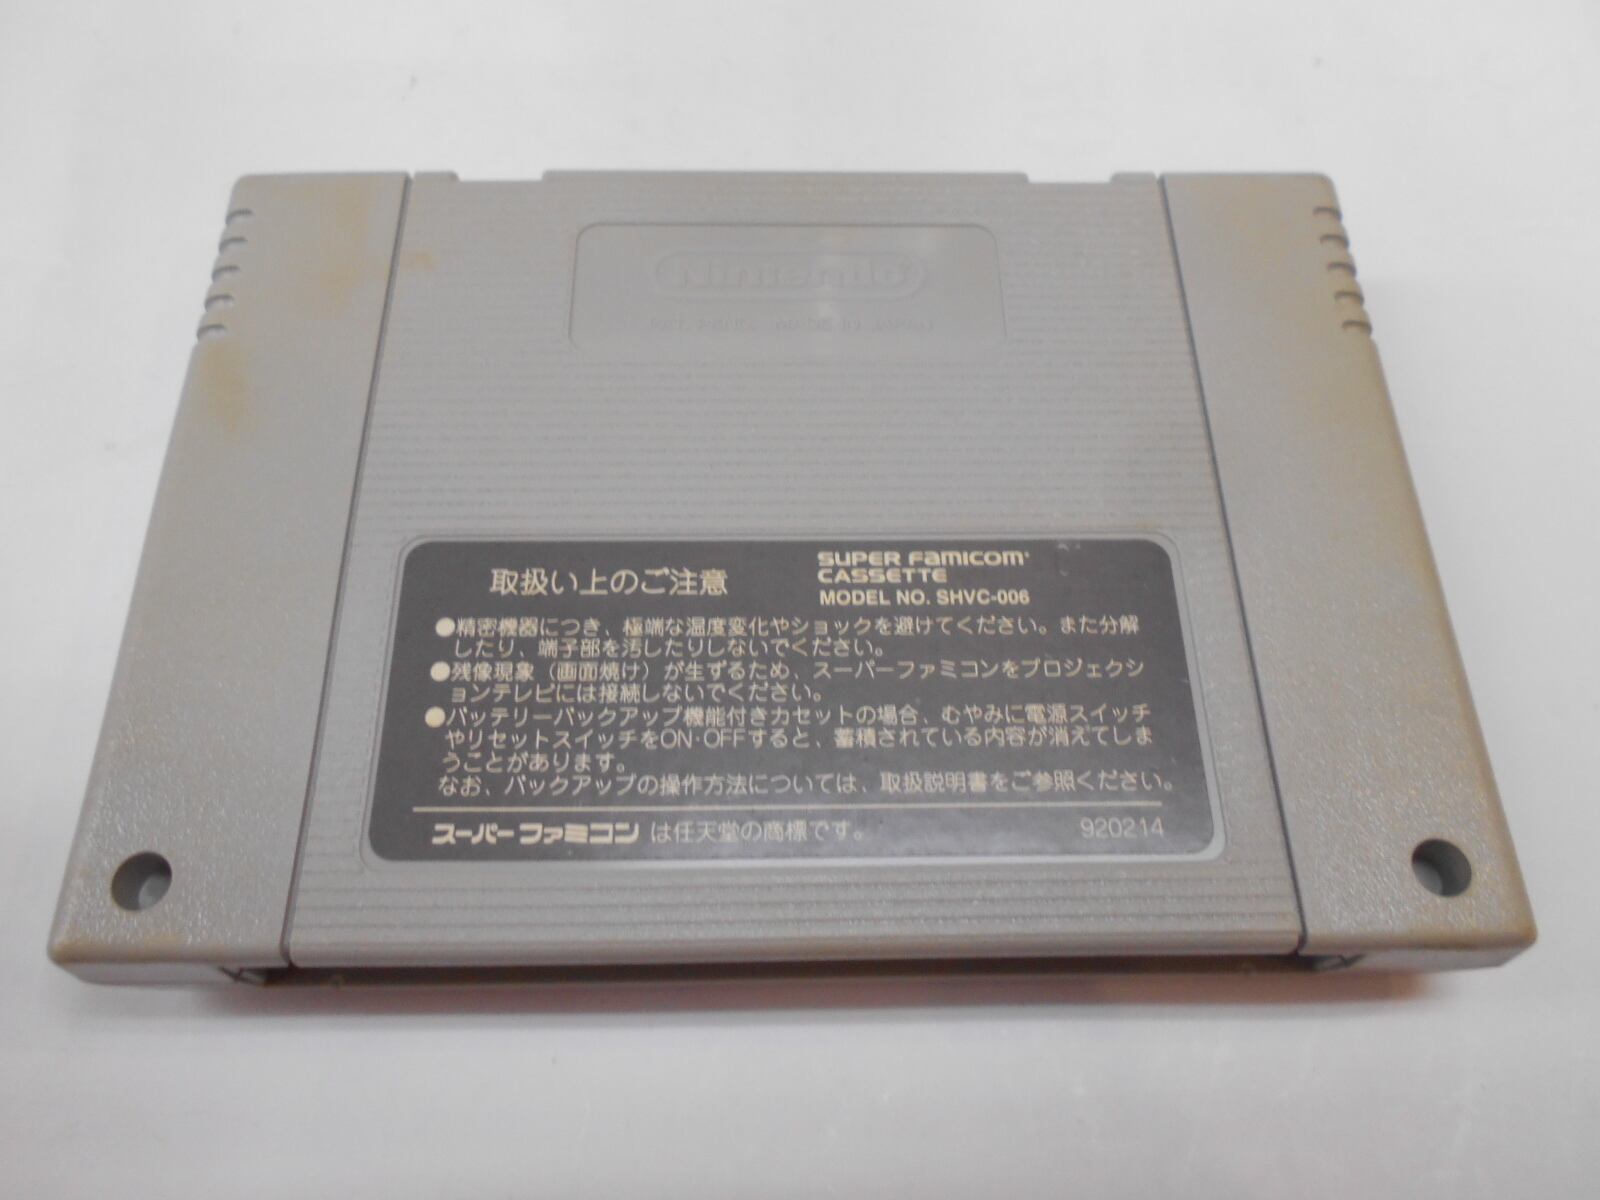 Nintendo
PAT. PEND. MADE IN JAPAN
取扱い上のご注意
SUPER FAMICOM
CASSETTE
MODEL NO. SHVC-006
●精密機器につき、極端な温度変化やショックを避けてください。また分解
したり、端子部を汚したりしないでください。
●残像現象（画面焼け）が生ずるため、スーパーファミコンをプロジェクシ
ョンテレビには接続しないでください。
●バッテリーバックアップ機能付きカセットの場合、むやみに電源スイッチ
やリセットスイッチをON·OFFすると、蓄積されている内容が消えてしま
うことがあります。
なお、バックアップの操作方法については、取扱説明書をご参照ください。
スーパーファミコン は任天堂の商標です。
920214